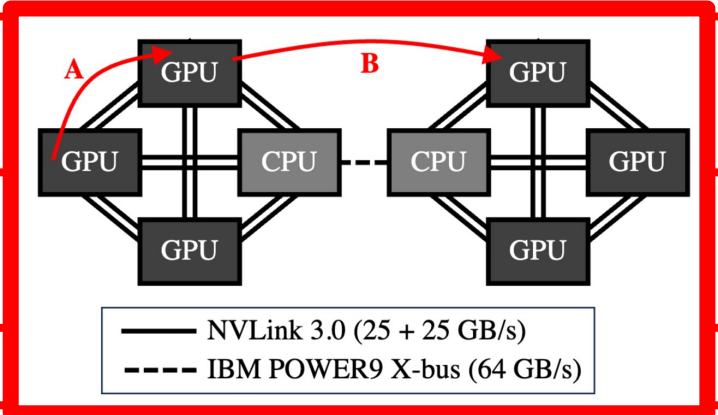 A
GPU
B
GPU
GPU
CPU
CPU
GPU
GPU
GPU
NVLink 3.0 (25 + 25 GB/s)
IBM POWER9 X-bus (64 GB/s)